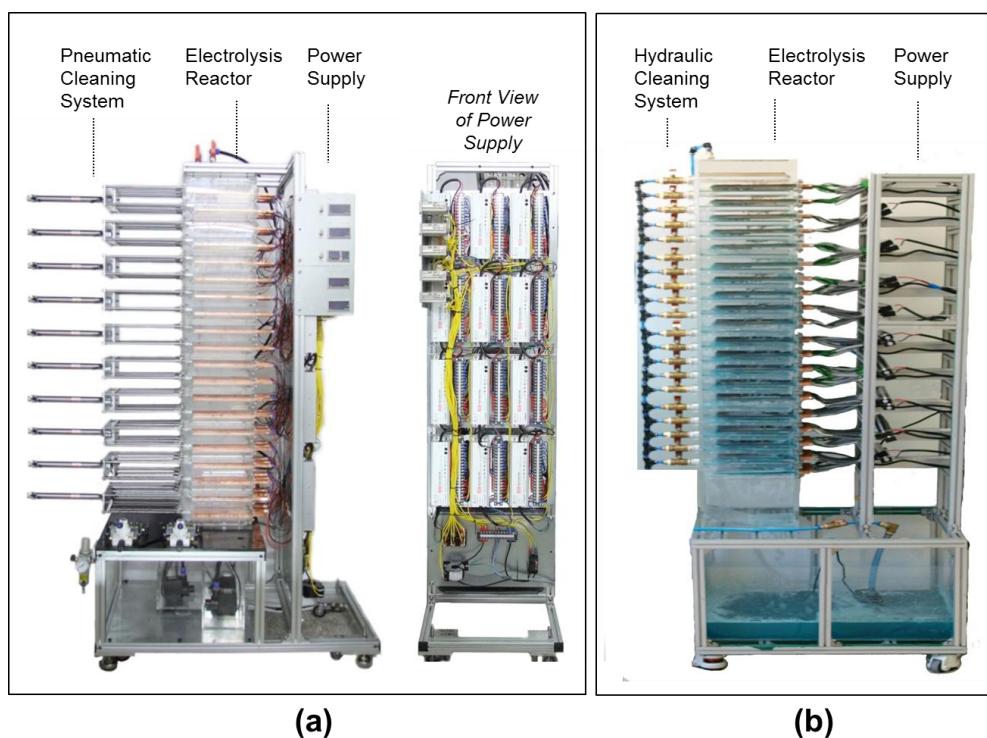 Pneumatic
Cleaning
System
Electrolysis
Reactor
Power
Supply
Front View
of Power
Supply
(a)
Hydraulic
Cleaning
System
Electrolysis
Reactor
Power
Supply
(b)